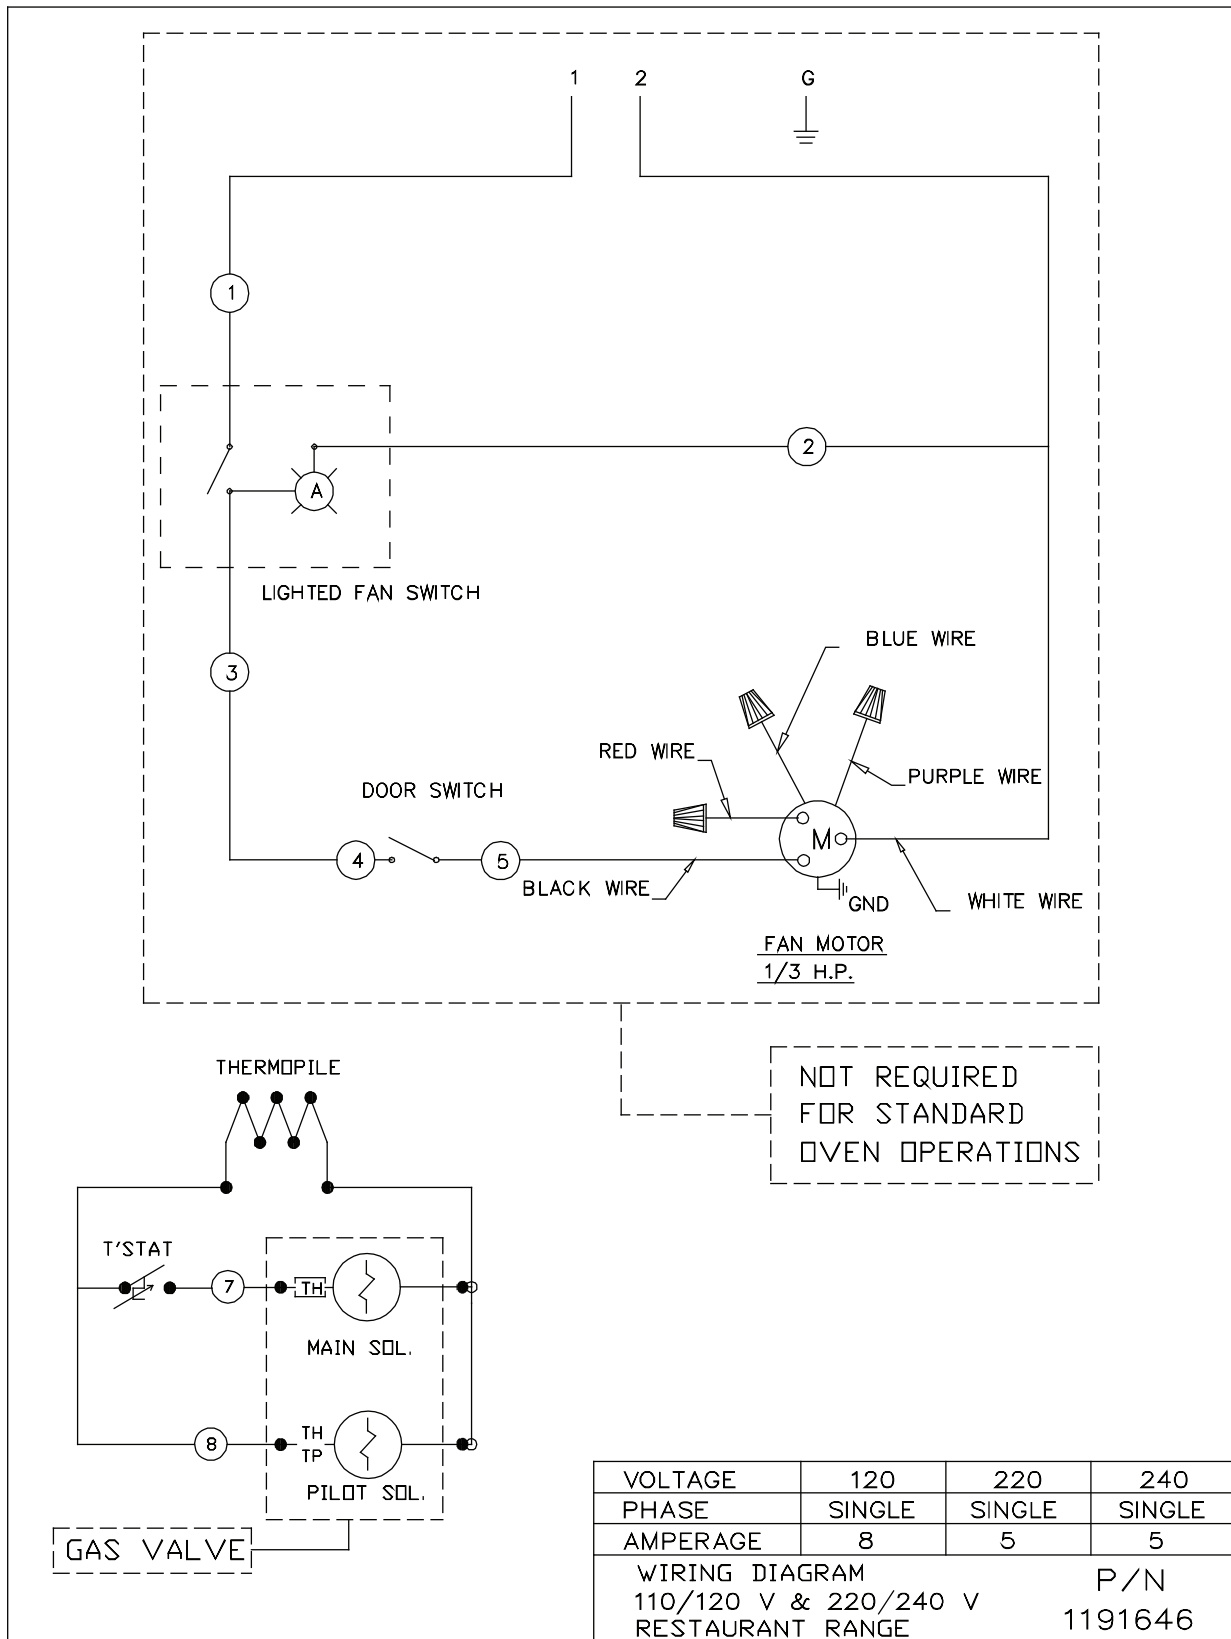 1 2 G
1
2
A
LIGHTED FAN SWITCH
3
BLUE WIRE
RED WIRE
PURPLE WIRE
DOOR SWITCH
M
4
5
BLACK WIRE
GND
WHITE WIRE
FAN MOTOR
1/3 H.P.
THERMOPILE
NOT REQUIRED
FOR STANDARD
OVEN OPERATIONS
T'STAT
7
TH
MAIN SOL.
8
TH
TP
PILOT SOL.
GAS VALVE
VOLTAGE 120 220 240
PHASE SINGLE SINGLE SINGLE
AMPERAGE 8 5 5
WIRING DIAGRAM
110/120 V & 220/240 V
RESTAURANT RANGE
P/N
1191646